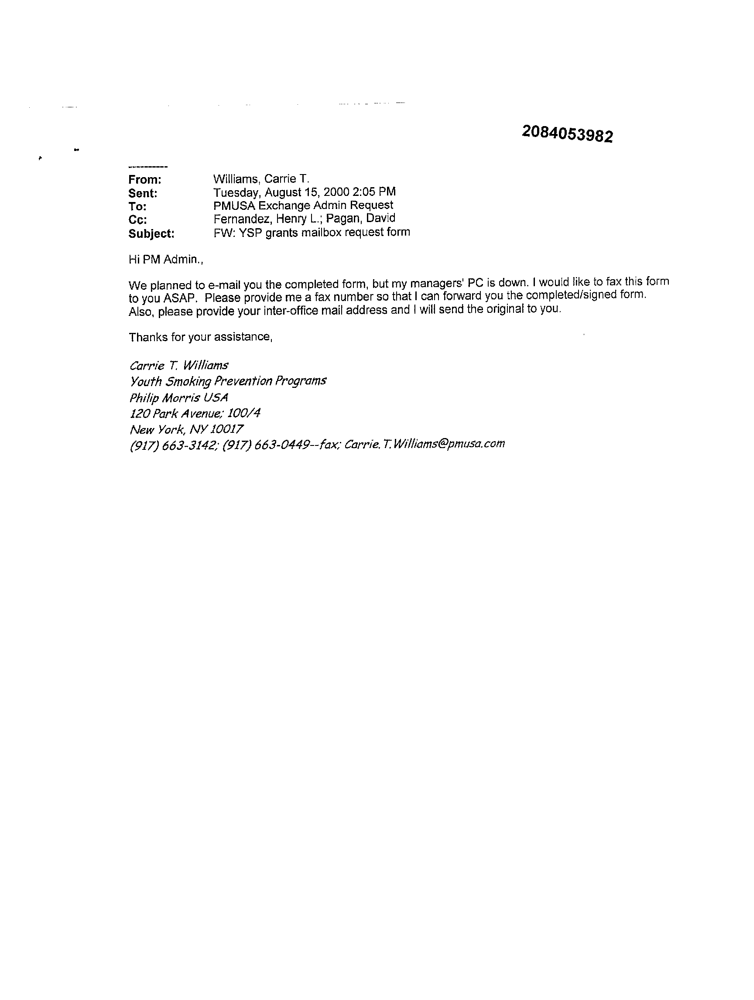 2084053982
----------
From: Williams, Carrie T.
Sent: Tuesday, August 15, 2000 2:05 PM
To: PMUSA Exchange Admin Request
Cc: Fernandez, Henry L.; Pagan, David
Subject: FW: YSP grants mailbox request form
Hi PM Admin.,
We planned to e-mail you the completed form, but my managers' PC is down. I would like to fax this form
to you ASAP. Please provide me a fax number so that I can forward you the completed/signed form.
Also, please provide your inter-office mail address and I will send the original to you.
Thanks for your assistance,
Carrie T. Williams
Youth Smoking Prevention Programs
Philip Morris USA
120 Park Avenue; 100/4
New York, NY 10017
(917) 663-3142; (917) 663-0449--fax; Carrie.T.Williams@pmusa.com